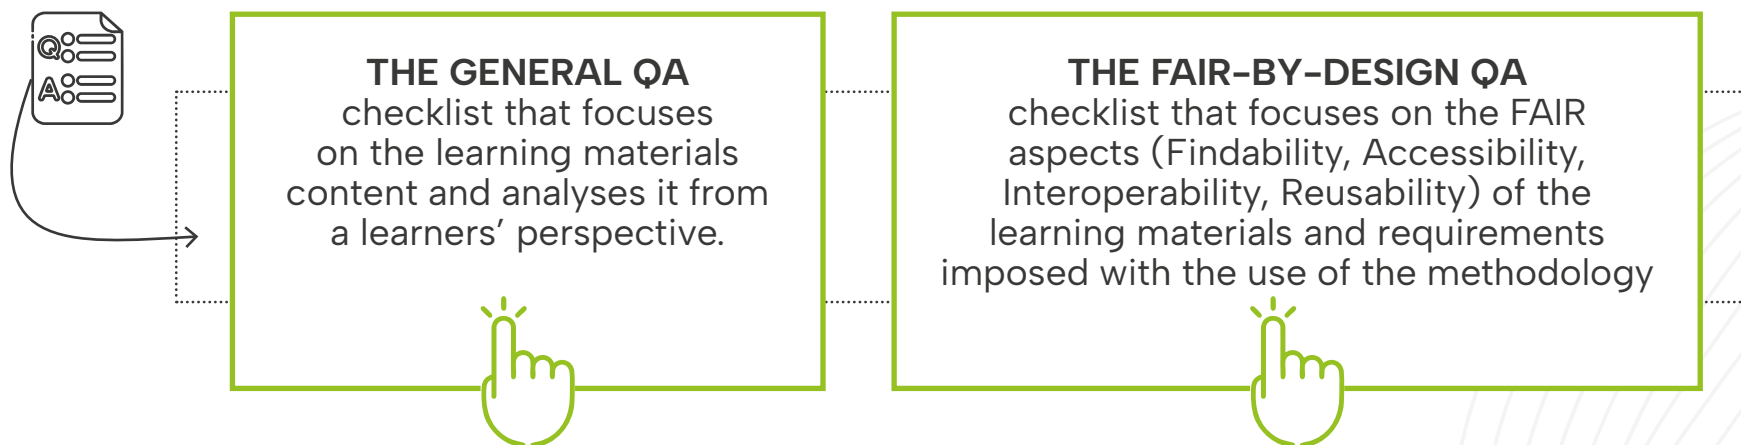 Q
A
THE GENERAL QA
checklist that focuses
on the learning materials
content and analyses it from
a learners’ perspective.
THE FAIR-BY-DESIGN QA
checklist that focuses on the FAIR
aspects (Findability, Accessibility,
Interoperability, Reusability) of the
learning materials and requirements
imposed with the use of the methodology